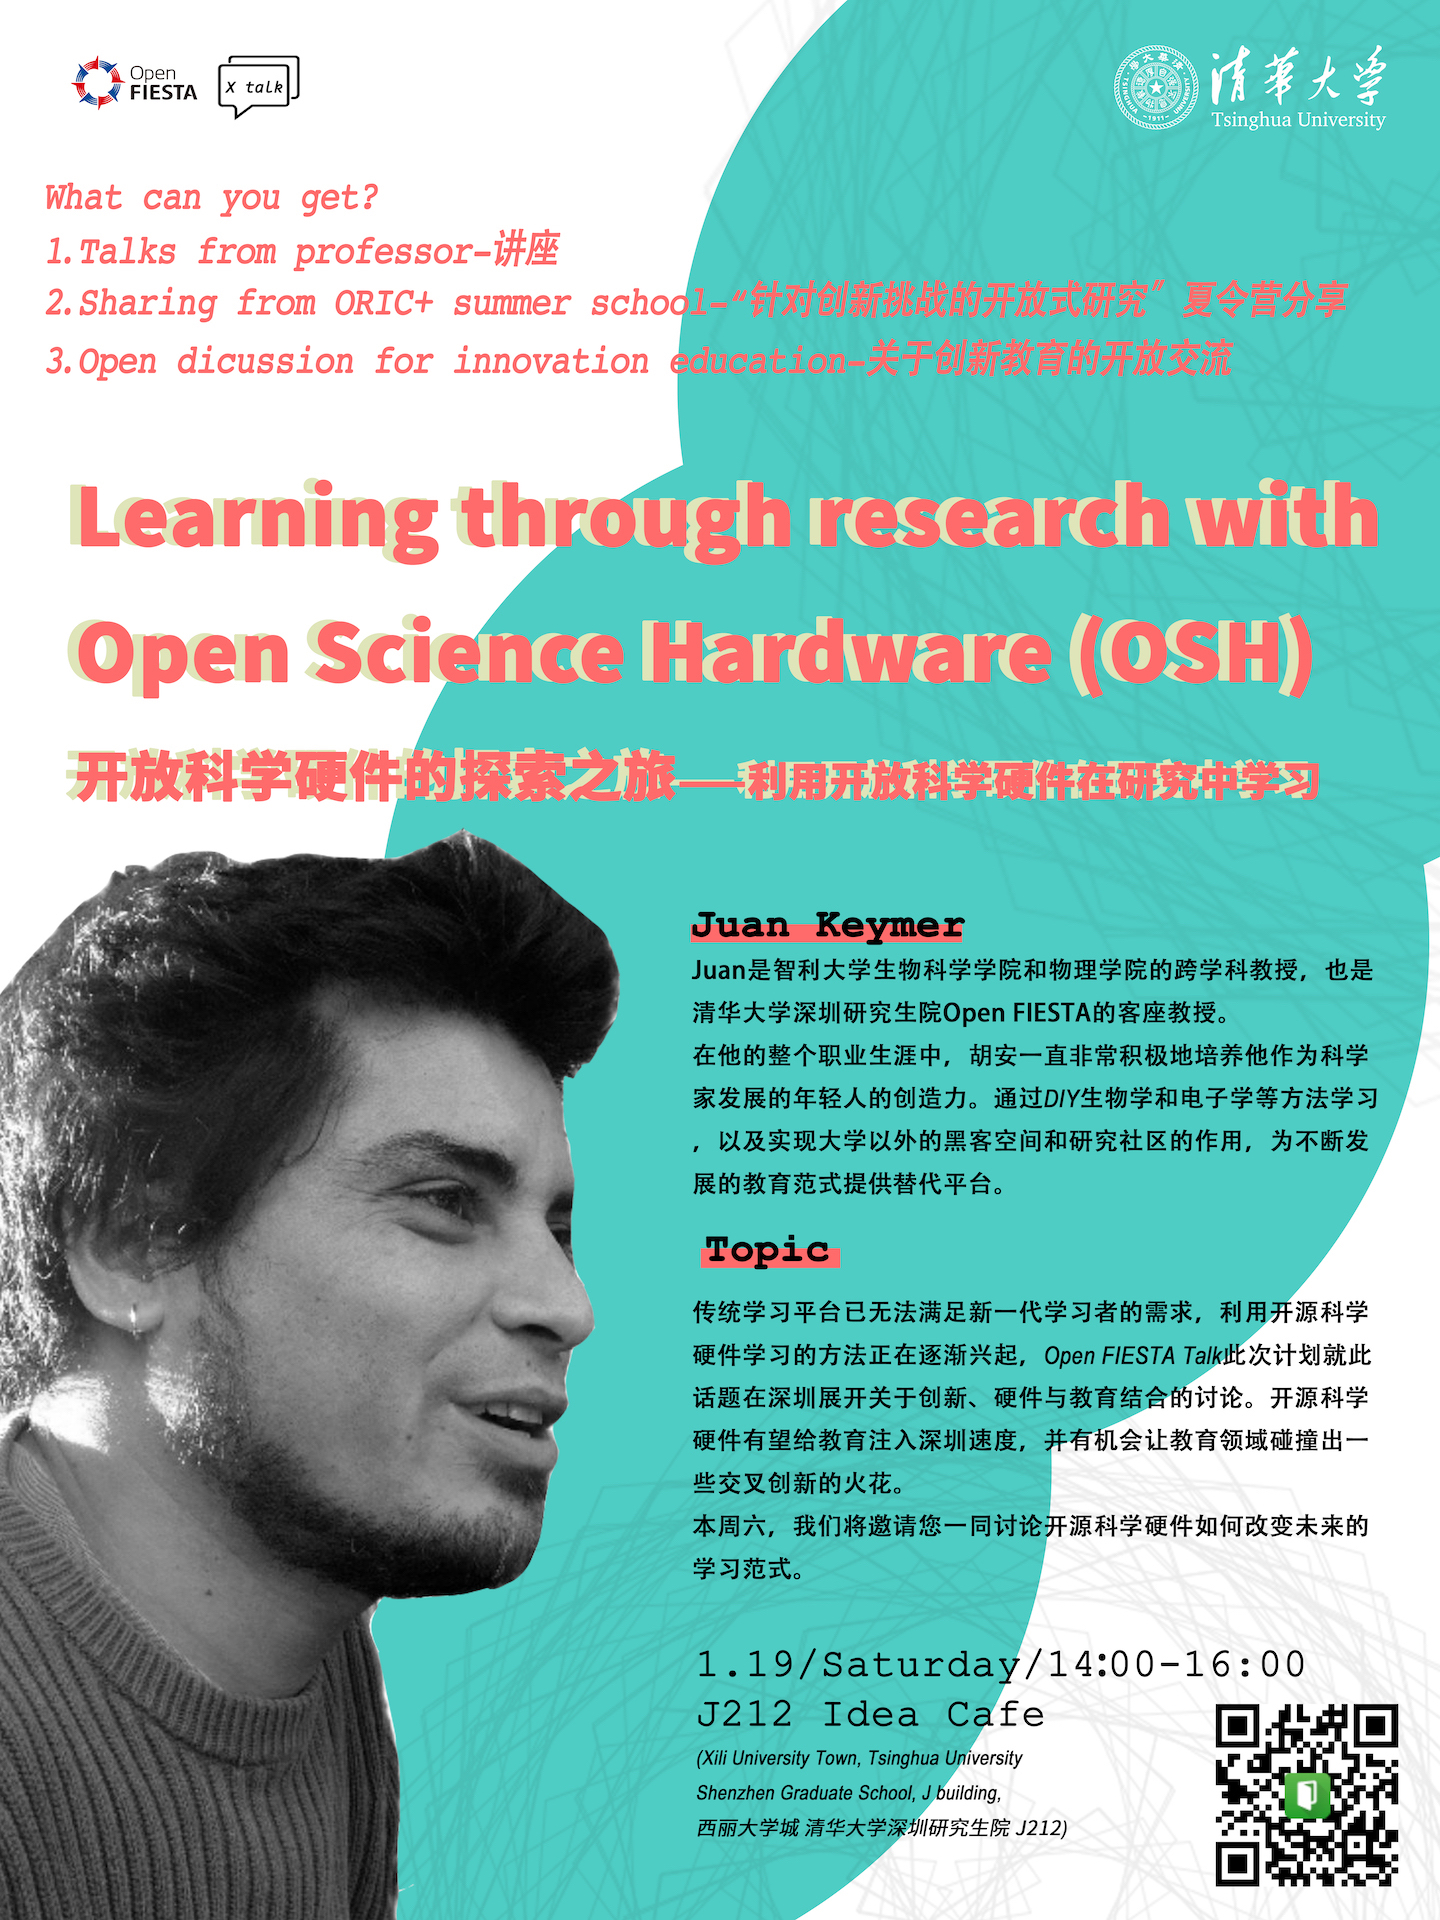 Open
FIESTA
X talk
清華大学
Tsinghua University
What can you get?
1.Talks from professor-讲座
2.Sharing from ORIC+ summer school-“针对创新挑战的开放式研究”夏令营分享
3.Open dicussion for innovation education-关于创新教育的开放交流
Learning through research with
Open Science Hardware (OSH)
开放科学硬件的探索之旅——利用开放科学硬件在研究中学习
Juan Keymer
Juan是智利大学生物科学学院和物理学院的跨学科教授，也是
清华大学深圳研究生院Open FIESTA的客座教授。
在他的整个职业生涯中，胡安一直非常积极地培养他作为科学
家发展的年轻人的创造力。通过DIY生物学和电子学等方法学习
，以及实现大学以外的黑客空间和研究社区的作用，为不断发
展的教育范式提供替代平台。
Topic
传统学习平台已无法满足新一代学习者的需求，利用开源科学
硬件学习的方法正在逐渐兴起，Open FIESTA Talk此次计划就此
话题在深圳展开关于创新、硬件与教育结合的讨论。开源科学
硬件有望给教育注入深圳速度，并有机会让教育领域碰撞出一
些交叉创新的火花。
本周六，我们将邀请您一同讨论开源科学硬件如何改变未来的
学习范式。
1.19/Saturday/14:00-16:00
J212 Idea Cafe
(Xili University Town, Tsinghua University
Shenzhen Graduate School, J building,
西丽大学城 清华大学深圳研究生院 J212)